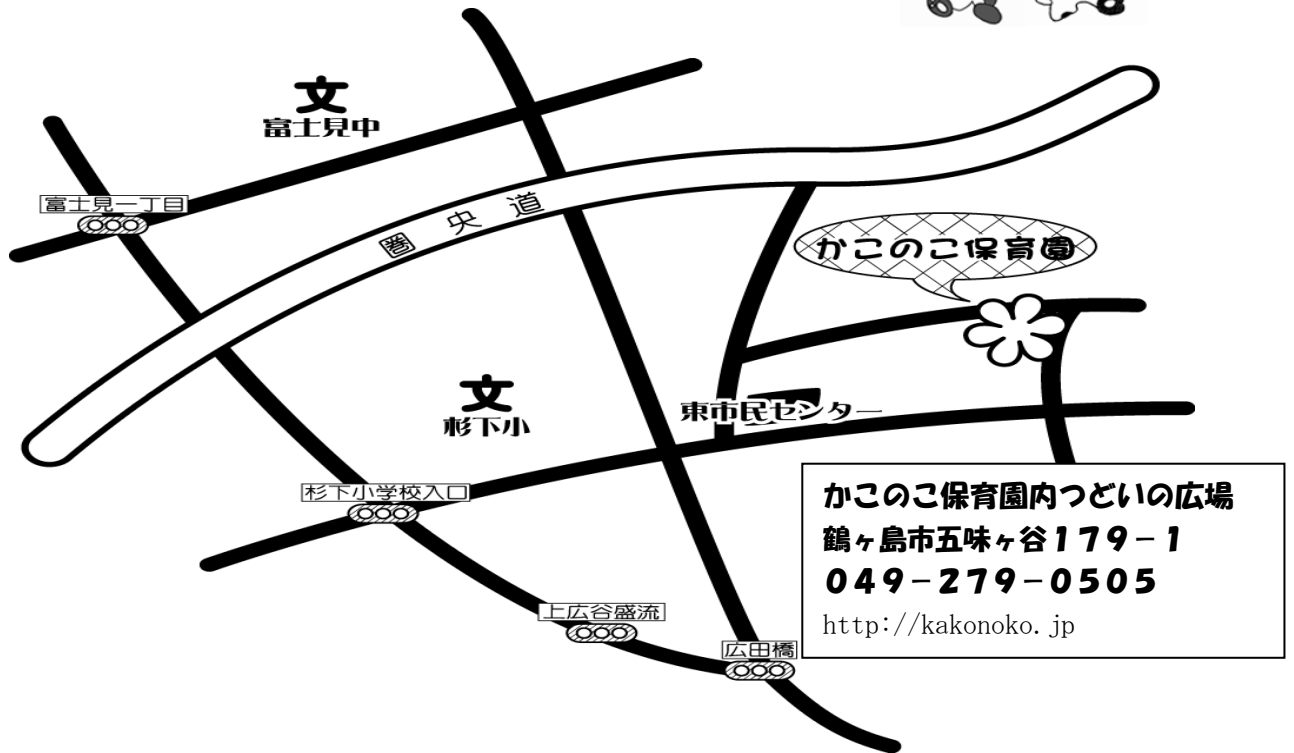 文
富士見中
富士見一丁目
圏央道
かこのこ保育園
文
杉下小
東市民センター
杉下小学校入口
かこのこ保育園内つどいの広場
鶴ヶ島市五味ヶ谷179-1
049-279-0505
http://kakonoko.jp
上広谷盛流
広田橋